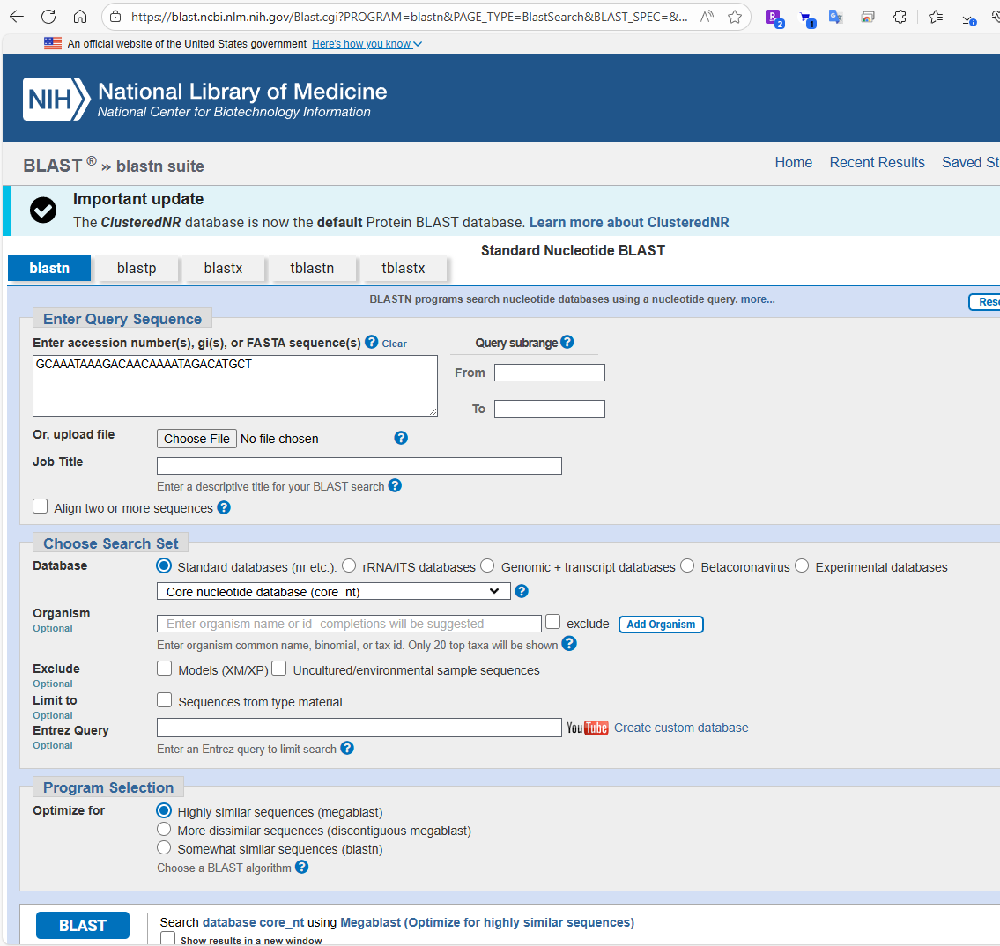 https://blast.ncbi.nlm.nih.gov/Blast.cgi?PROGRAM=blastn&PAGE_TYPE=BlastSearch&BLAST_SPEC=&...
2
1
An official website of the United States government Here's how you know
NIH National Library of Medicine
National Center for Biotechnology Information
BLAST ® » blastn suite
Home Recent Results Saved St
Important update
The ClusteredNR database is now the default Protein BLAST database. Learn more about ClusteredNR
Standard Nucleotide BLAST
blastn blastp blastx tblastn tblastx
BLASTN programs search nucleotide databases using a nucleotide query. more...
Rese
Enter Query Sequence
Enter accession number(s), gi(s), or FASTA sequence(s) ? Clear
Query subrange ?
GCAAATAAAGACAACAAAATAGACATGCT
From
To
Or, upload file
Choose File No file chosen ?
Job Title
Enter a descriptive title for your BLAST search ?
Align two or more sequences ?
Choose Search Set
Database
Standard databases (nr etc.): rRNA/ITS databases Genomic + transcript databases Betacoronavirus Experimental databases
Core nucleotide database (core_nt) ?
Organism
Optional
Enter organism name or id--completions will be suggested exclude Add Organism
Enter organism common name, binomial, or tax id. Only 20 top taxa will be shown ?
Exclude
Optional
Models (XM/XP) Uncultured/environmental sample sequences
Limit to
Optional
Sequences from type material
Entrez Query
Optional
YouTube Create custom database
Enter an Entrez query to limit search ?
Program Selection
Optimize for
Highly similar sequences (megablast)
More dissimilar sequences (discontiguous megablast)
Somewhat similar sequences (blastn)
Choose a BLAST algorithm ?
BLAST
Search database core_nt using Megablast (Optimize for highly similar sequences)
Show results in a new window